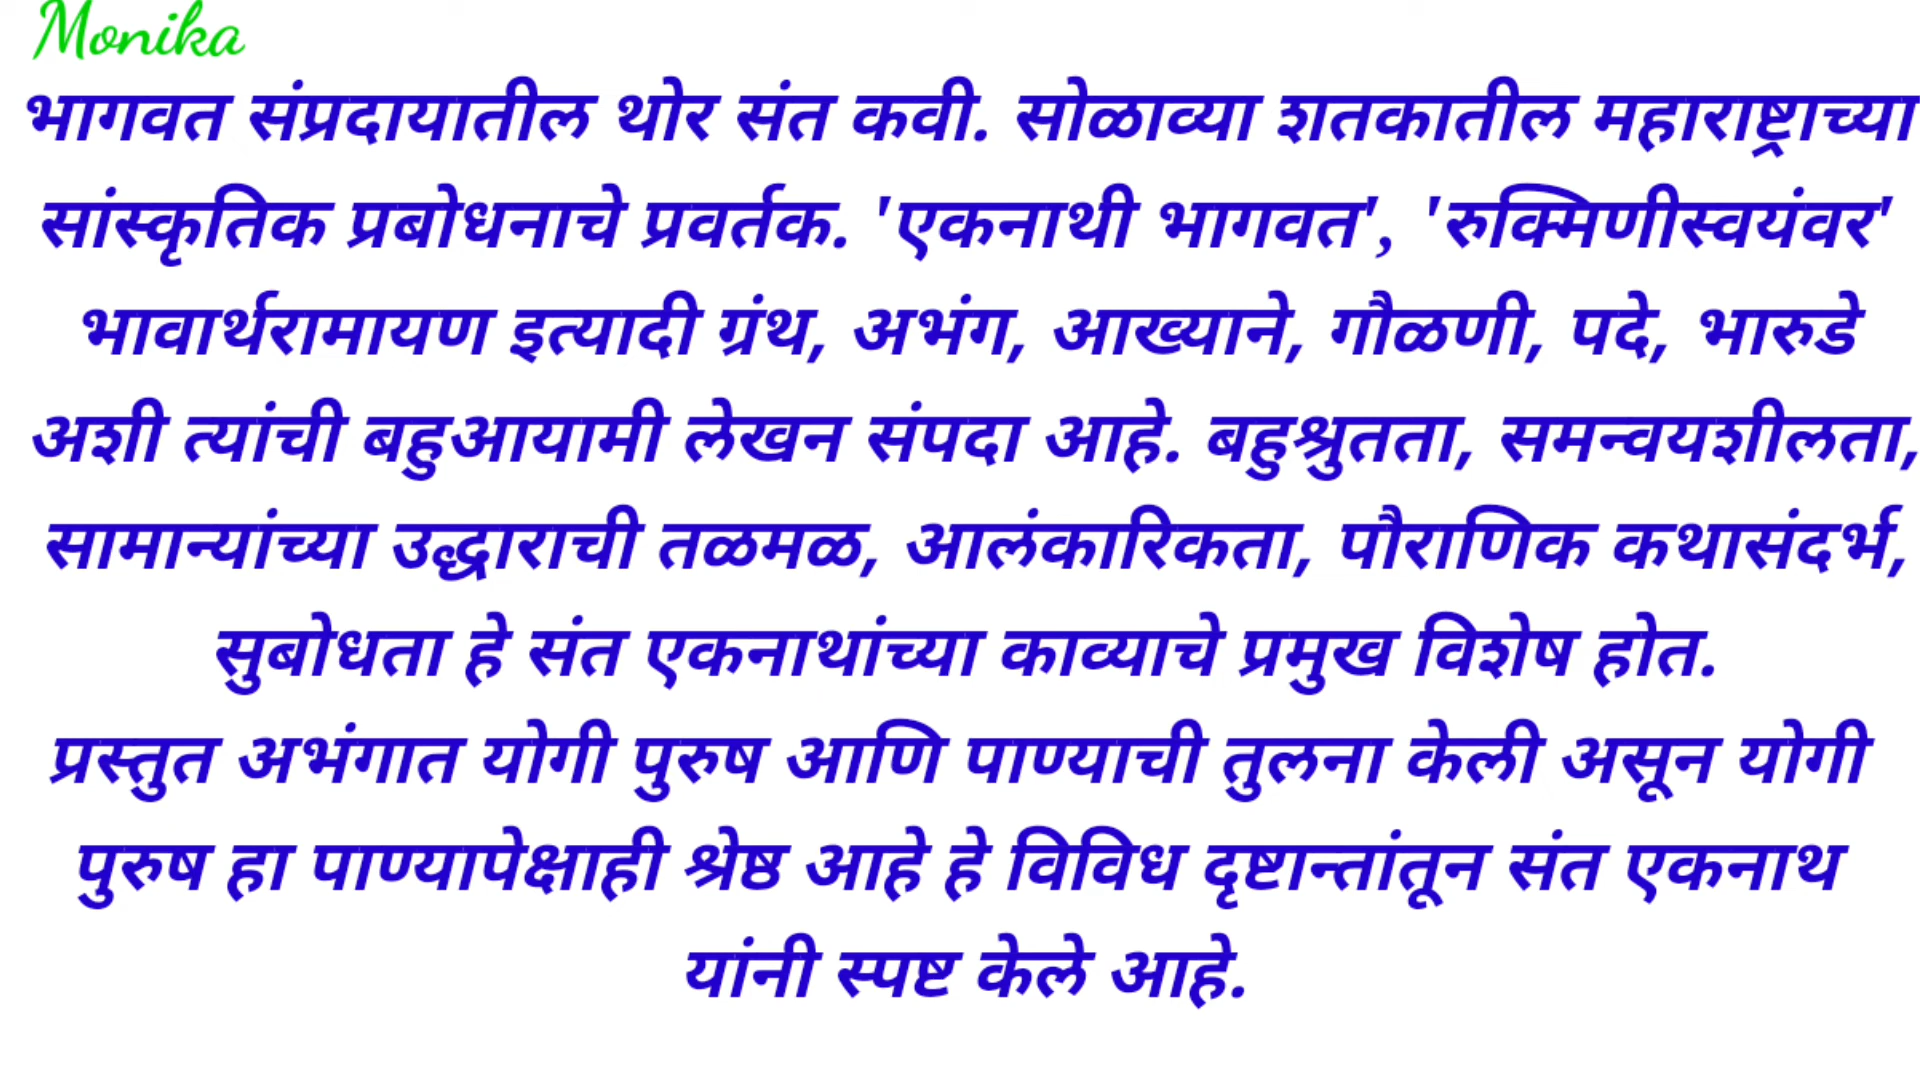 Monika
भागवत संप्रदायातील थोर संत कवी. सोळाव्या शतकातील महाराष्ट्राच्या
सांस्कृतिक प्रबोधनाचे प्रवर्तक. 'एकनाथी भागवत', 'रुक्मिणीस्वयंवर'
भावार्थरामायण इत्यादी ग्रंथ, अभंग, आख्याने, गौळणी, पदे, भारुडे
अशी त्यांची बहुआयामी लेखन संपदा आहे. बहुश्रुतता, समन्वयशीलता,
सामान्यांच्या उद्धाराची तळमळ, आलंकारिकता, पौराणिक कथासंदर्भ,
सुबोधता हे संत एकनाथांच्या काव्याचे प्रमुख विशेष होत.
प्रस्तुत अभंगात योगी पुरुष आणि पाण्याची तुलना केली असून योगी
पुरुष हा पाण्यापेक्षाही श्रेष्ठ आहे हे विविध दृष्टान्तांतून संत एकनाथ
यांनी स्पष्ट केले आहे.